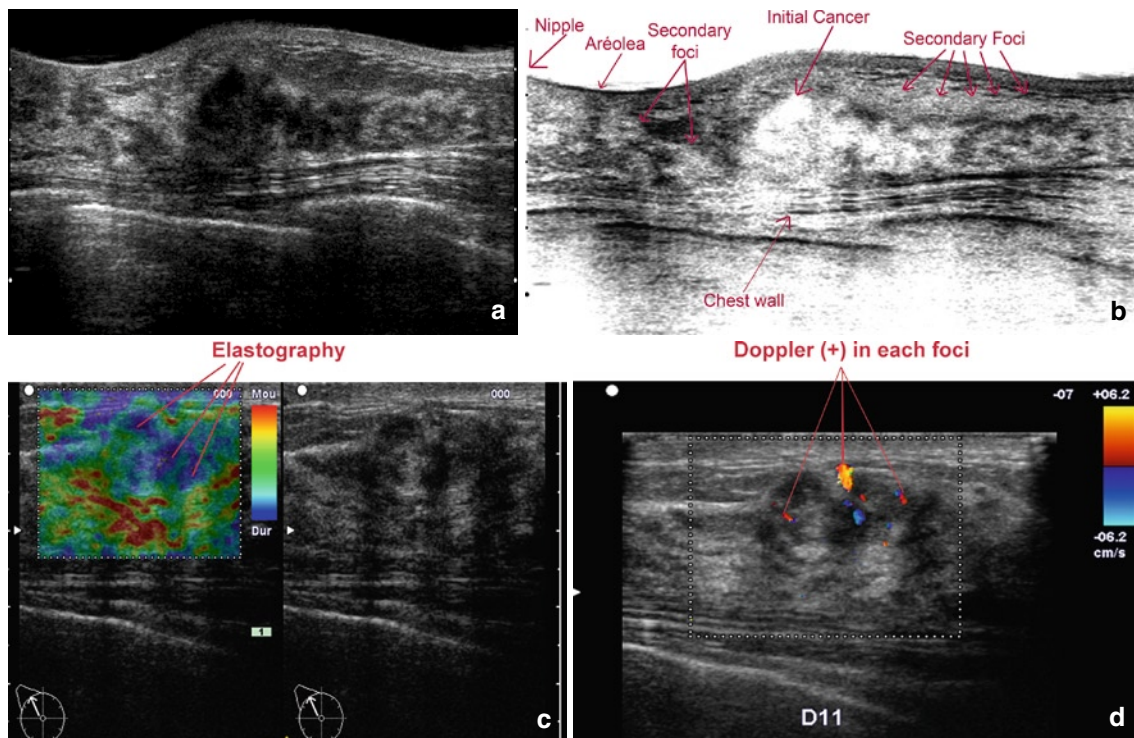 a
Nipple
Aréolea
Secondary
foci
Initial Cancer
Secondary Foci
Chest wall
b
Elastography
000
Mou
Dur
1
000
c
Doppler (+) in each foci
-07
+06.2
-06.2
cm/s
D11
d